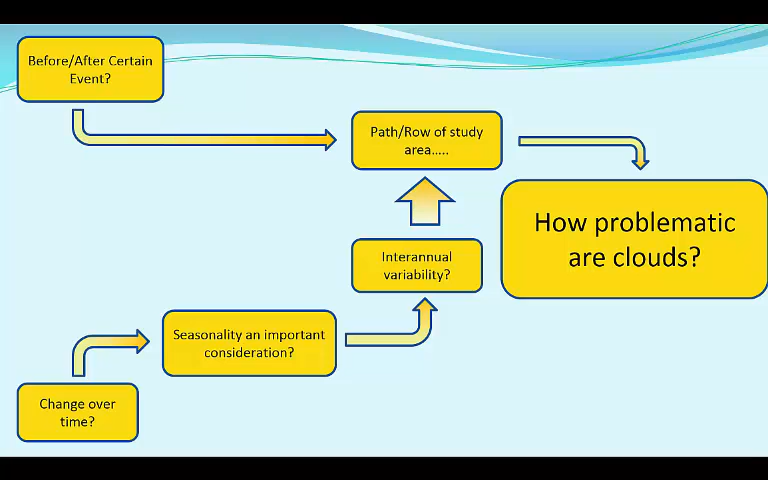 Before/After Certain
Event?
Path/Row of study
area.....
How problematic
are clouds?
Interannual
variability?
Seasonality an important
consideration?
Change over
time?